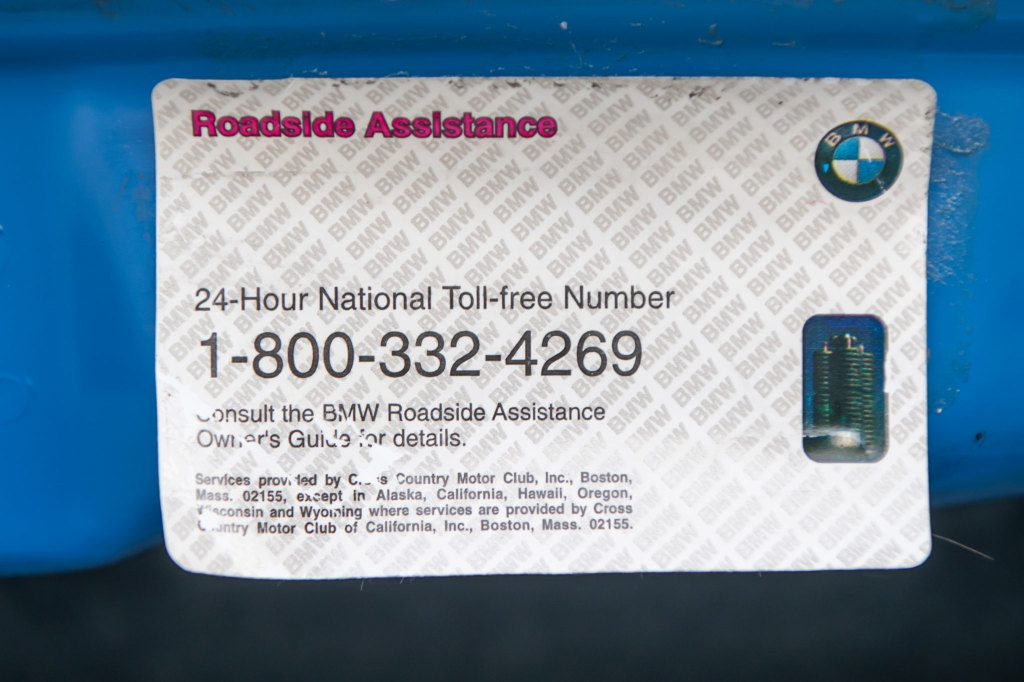 Roadside Assistance
BMW
24-Hour National Toll-free Number
1-800-332-4269
Consult the BMW Roadside Assistance
Owner's Guide for details.
Services provided by Cross Country Motor Club, Inc., Boston,
Mass. 02155, except in Alaska, California, Hawaii, Oregon,
Wisconsin and Wyoming where services are provided by Cross
Country Motor Club of California, Inc., Boston, Mass. 02155.